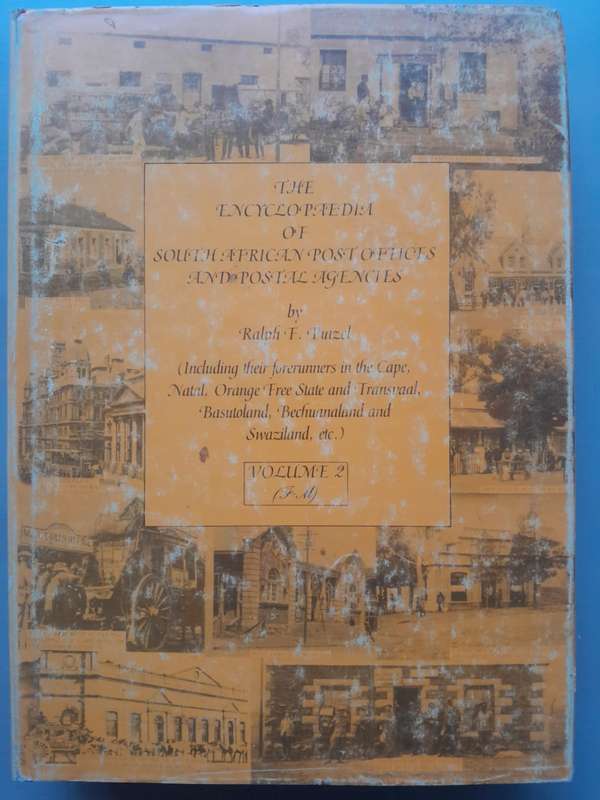 THE
ENCYCLOPAEDIA
OF
SOUTH AFRICAN POST OFFICES
AND POSTAL AGENCIES
by
Ralph F. Putzel
(Including their forerunners in the Cape,
Natal, Orange Free State and Transvaal,
Basutoland, Bechuanaland and
Swaziland, etc.)
VOLUME 2
(F-M)